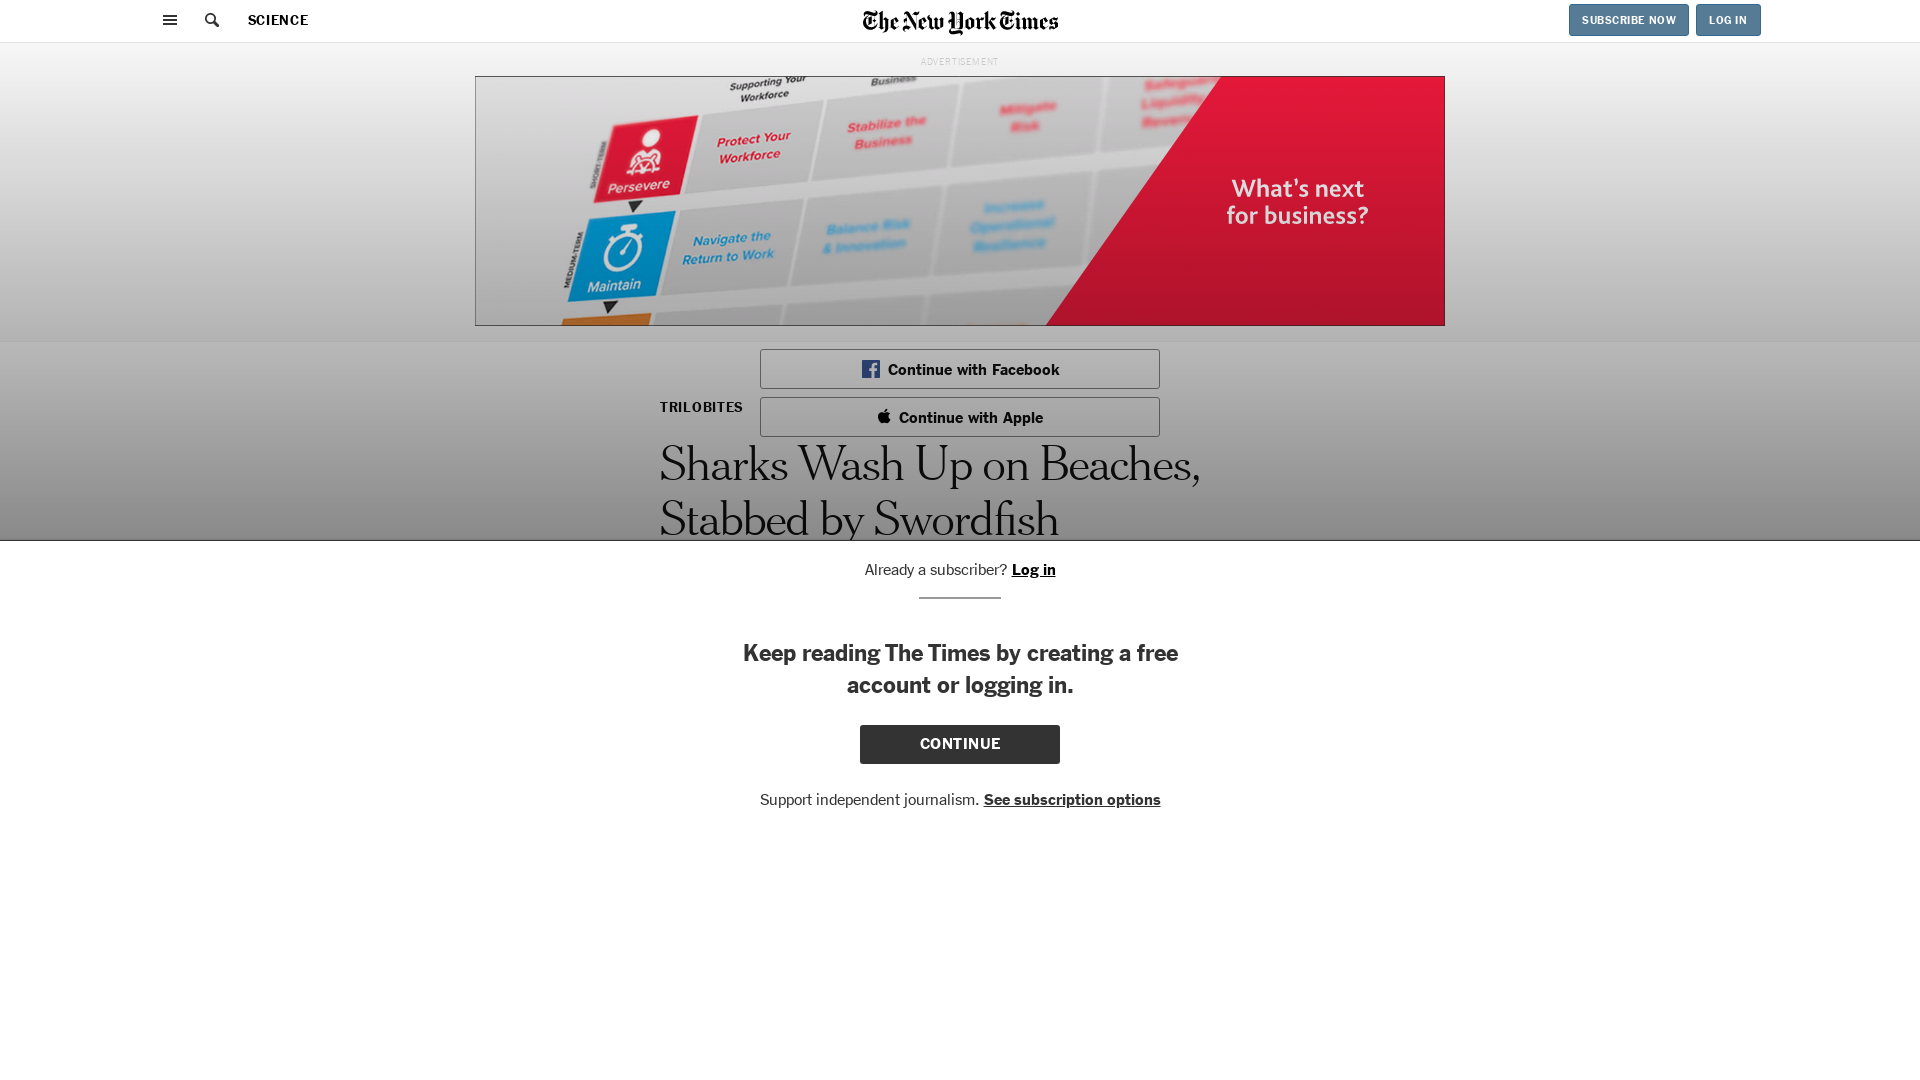 SCIENCE
The New York Times
SUBSCRIBE NOW
LOG IN
ADVERTISEMENT
Supporting Your
Workforce
Business
SHORT-TERM
Persevere
Protect Your
Workforce
Stabilize the
Business
Mitigate
Risk
Safeguard
Liquidity
MEDIUM-TERM
Maintain
Navigate the
Return to Work
Balance Risk
& Innovation
Increase
Operational
Resilience
What's next
for business?
Continue with Facebook
TRILOBITES
Continue with Apple
Sharks Wash Up on Beaches,
Stabbed by Swordfish
Already a subscriber? Log in
Keep reading The Times by creating a free
account or logging in.
CONTINUE
Support independent journalism. See subscription options